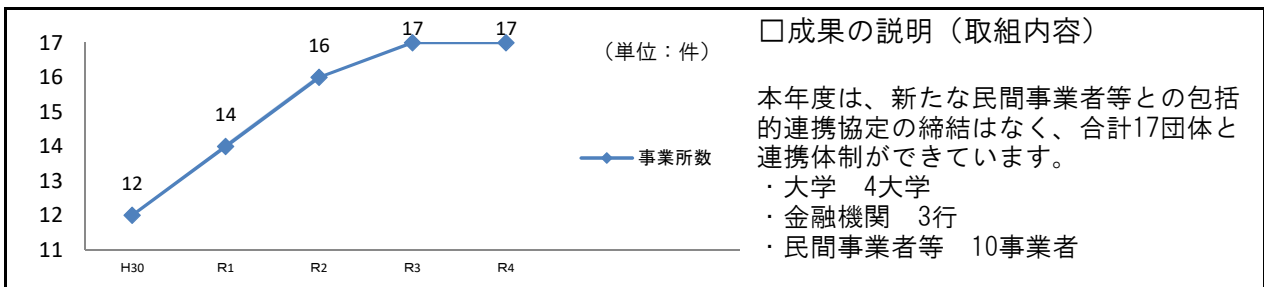 17
16
15
14
13
12
11
12
14
16
17
17
H30
R1
R2
R3
R4
（単位：件）
事業所数
□成果の説明（取組内容）
本年度は、新たな民間事業者等との包括
的連携協定の締結はなく、合計17団体と
連携体制ができています。
・大学　4大学
・金融機関　3行
・民間事業者等　10事業者